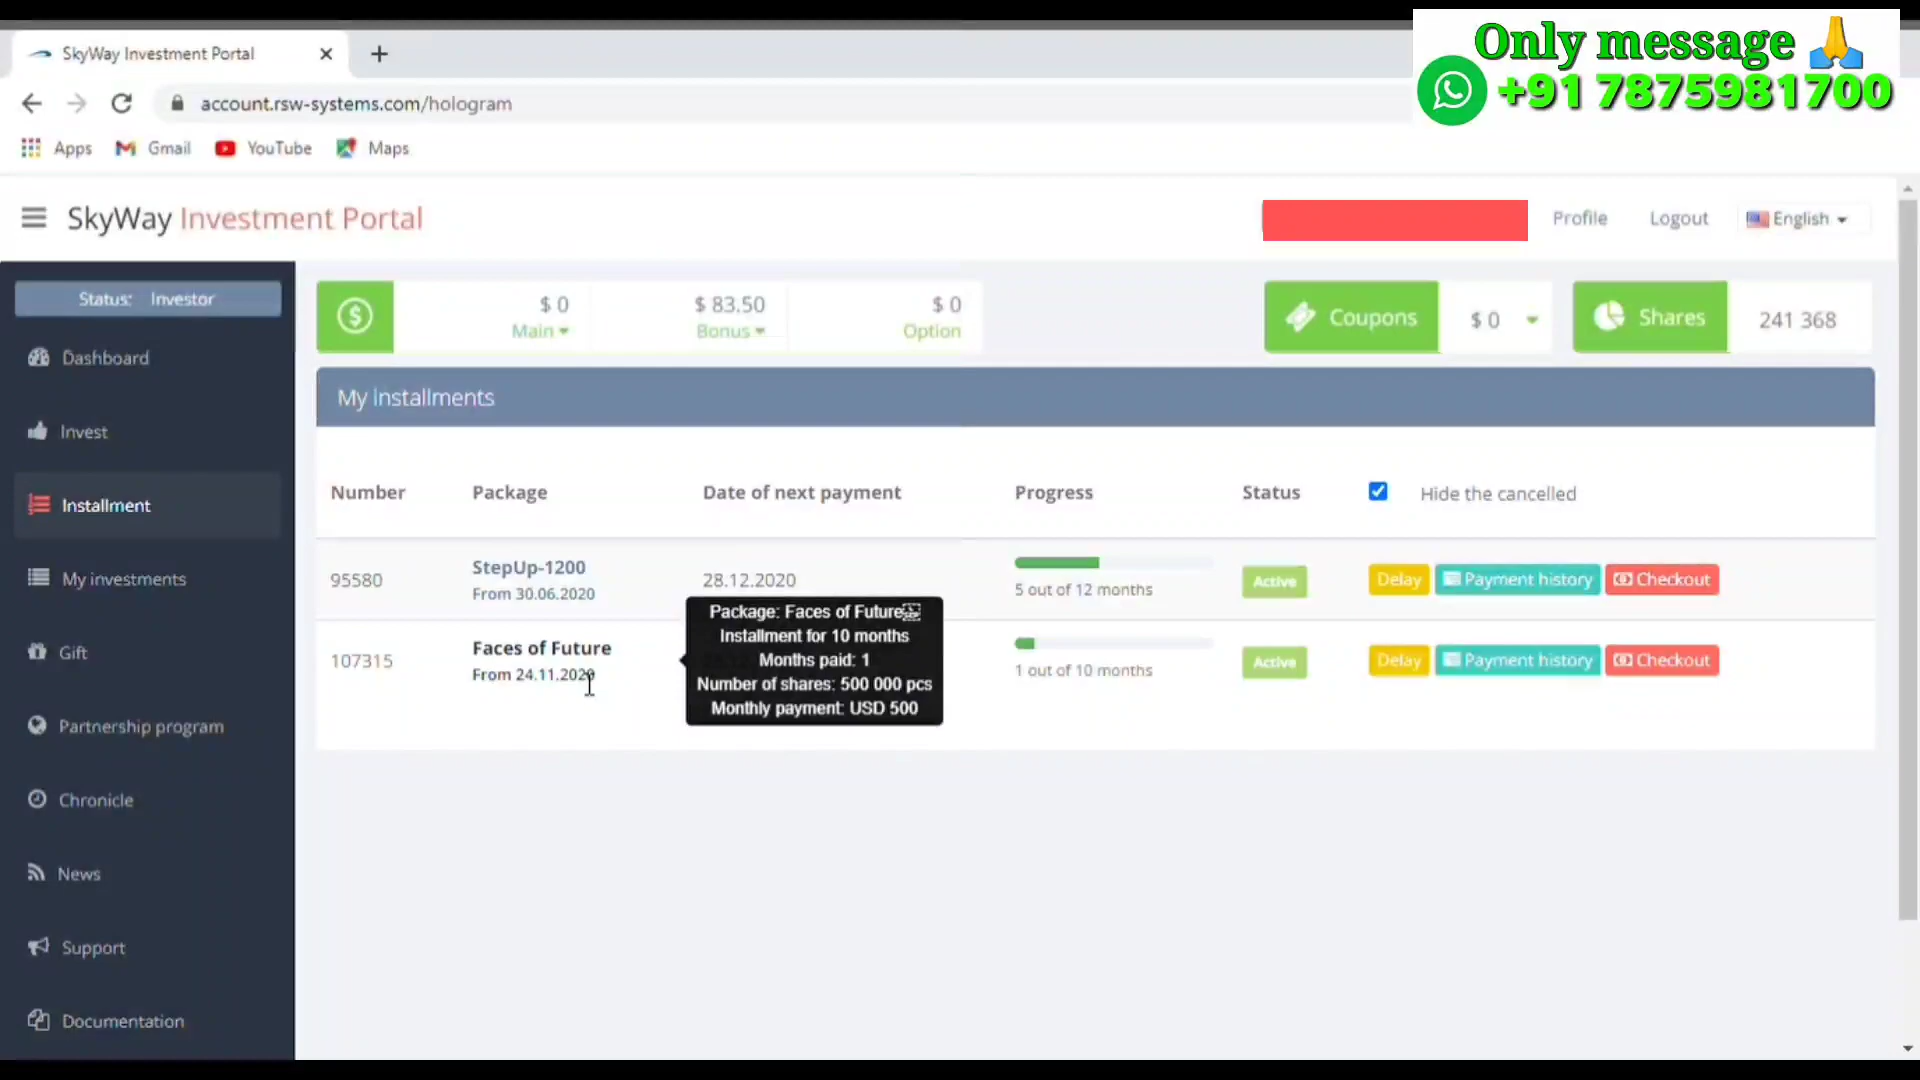 SkyWay Investment Portal
Only message 🙏
+91 7875981700
account.rsw-systems.com/hologram
Apps Gmail YouTube Maps
SkyWay Investment Portal
Profile Logout English
Status: Investor
$ 0 $ 83.50 $ 0
Main Bonus Option
Coupons $ 0 Shares 241 368
Dashboard
Invest
Installment
My investments
Gift
Partnership program
Chronicle
News
Support
Documentation
My installments
Number Package Date of next payment Progress Status Hide the cancelled
95580 StepUp-1200 28.12.2020 Active Delay Payment history Checkout
From 30.06.2020 5 out of 12 months
107315 Faces of Future Active Delay Payment history Checkout
From 24.11.2020 1 out of 10 months
Package: Faces of Future
Installment for 10 months
Months paid: 1
Number of shares: 500 000 pcs
Monthly payment: USD 500